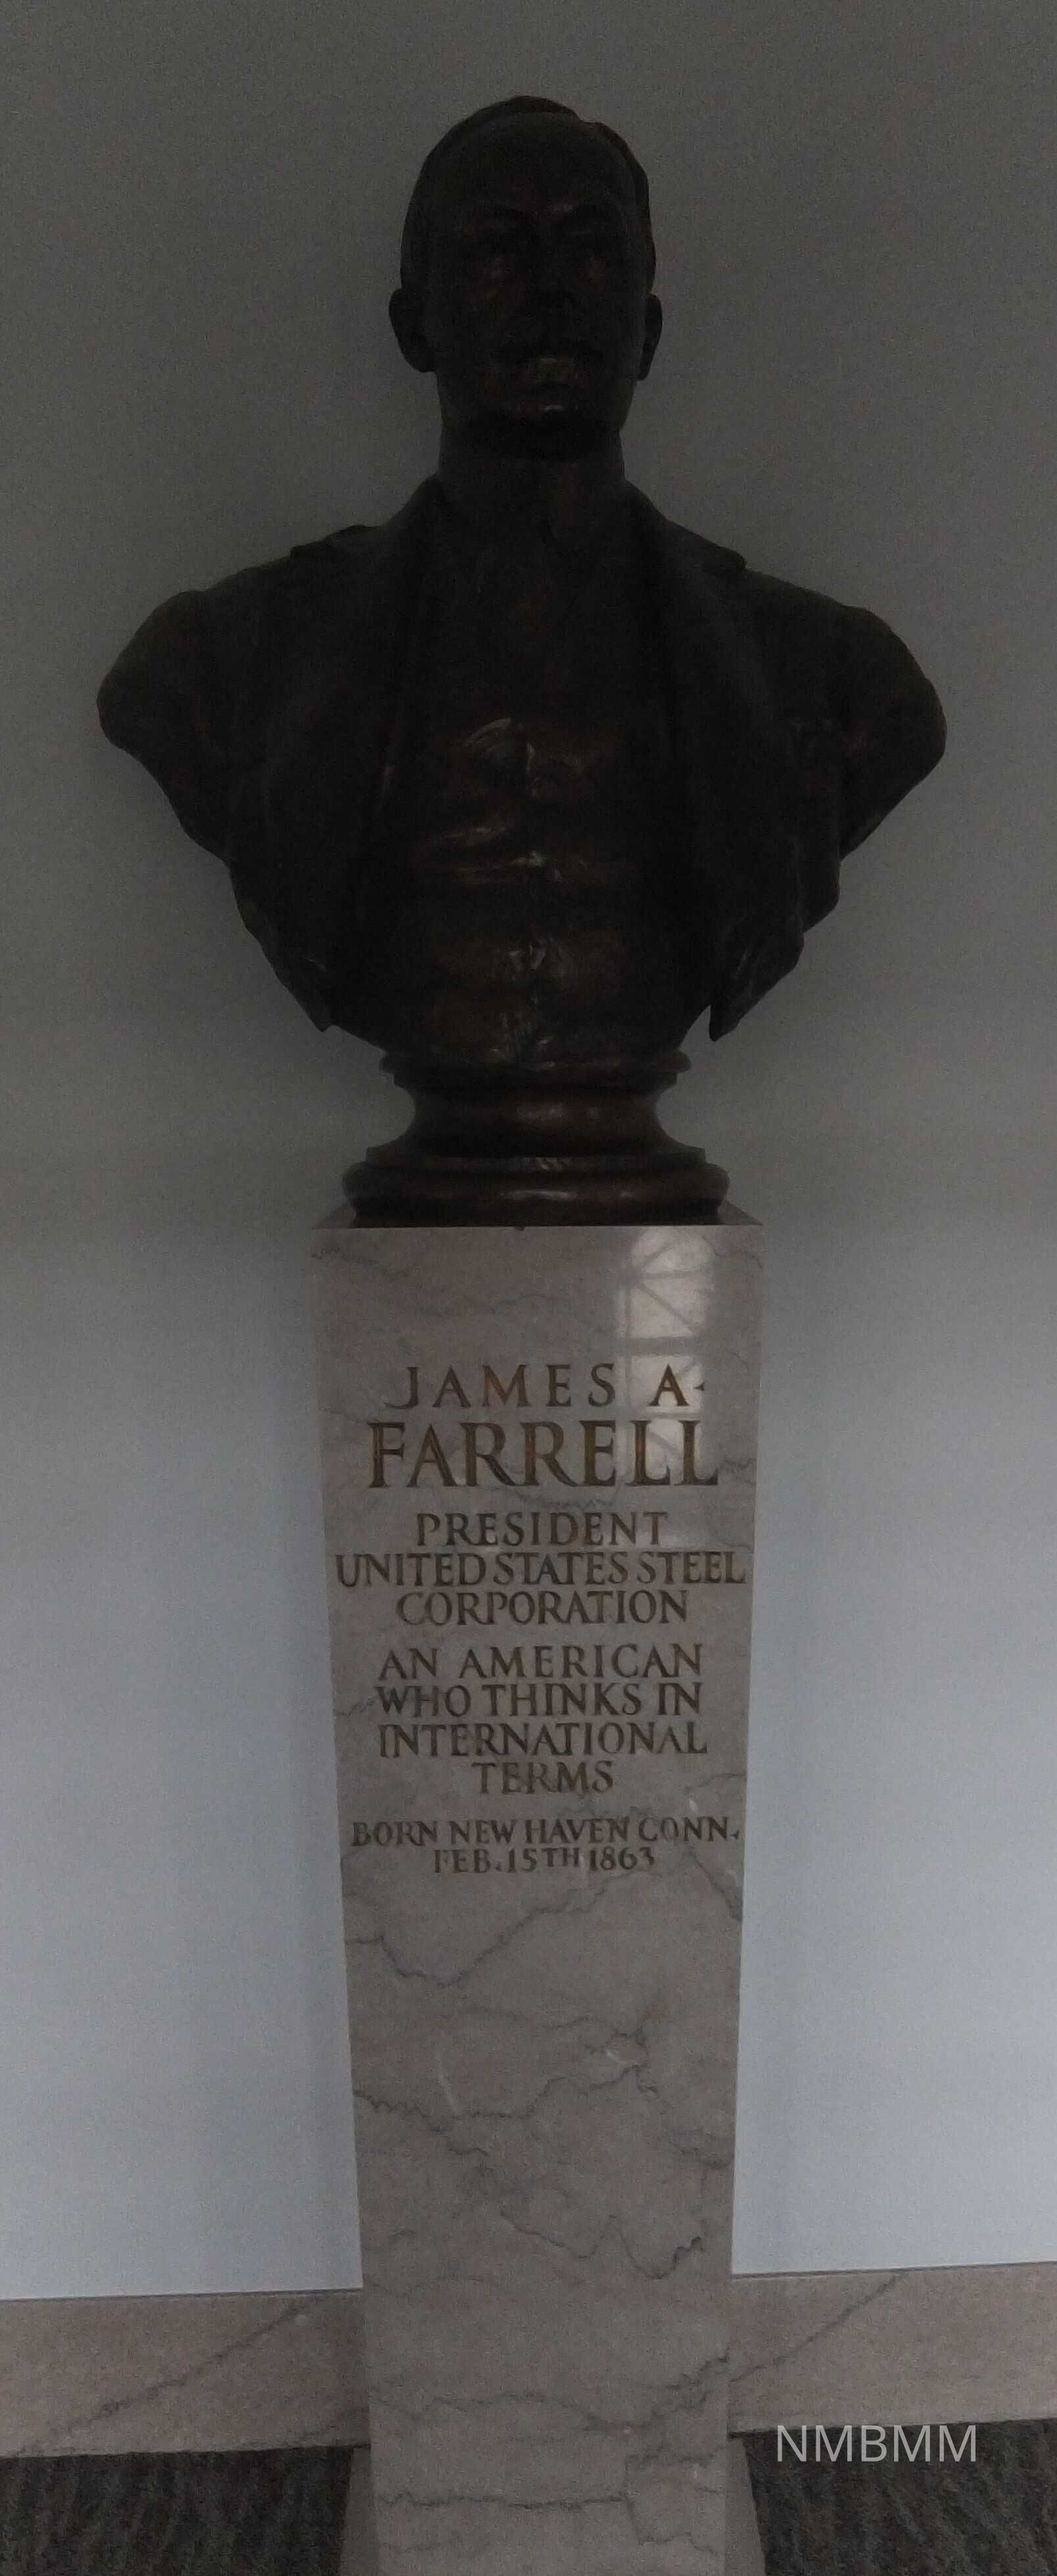 JAMES A·
FARRELL
PRESIDENT
UNITED STATES STEEL
CORPORATION
AN AMERICAN
WHO THINKS IN
INTERNATIONAL
TERMS
BORN NEW HAVEN CONN.
FEB. 15TH 1863
NMBMM